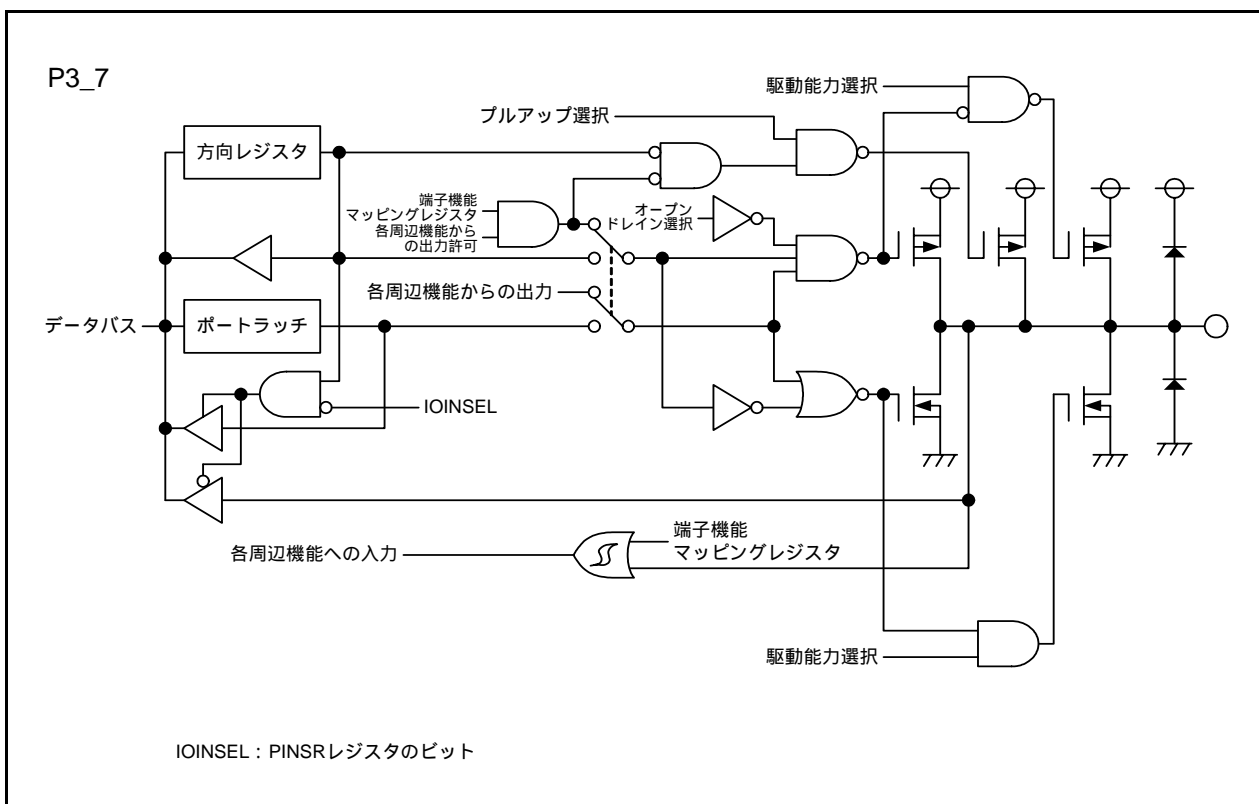 P3_7
駆動能力選択
プルアップ選択
方向レジスタ
端子機能
マッピングレジスタ
各周辺機能から
の出力許可
オープン
ドレイン選択
各周辺機能からの出力
データバス
ポートラッチ
IOINSEL
端子機能
マッピングレジスタ
各周辺機能への入力
駆動能力選択
IOINSEL：PINSRレジスタのビット